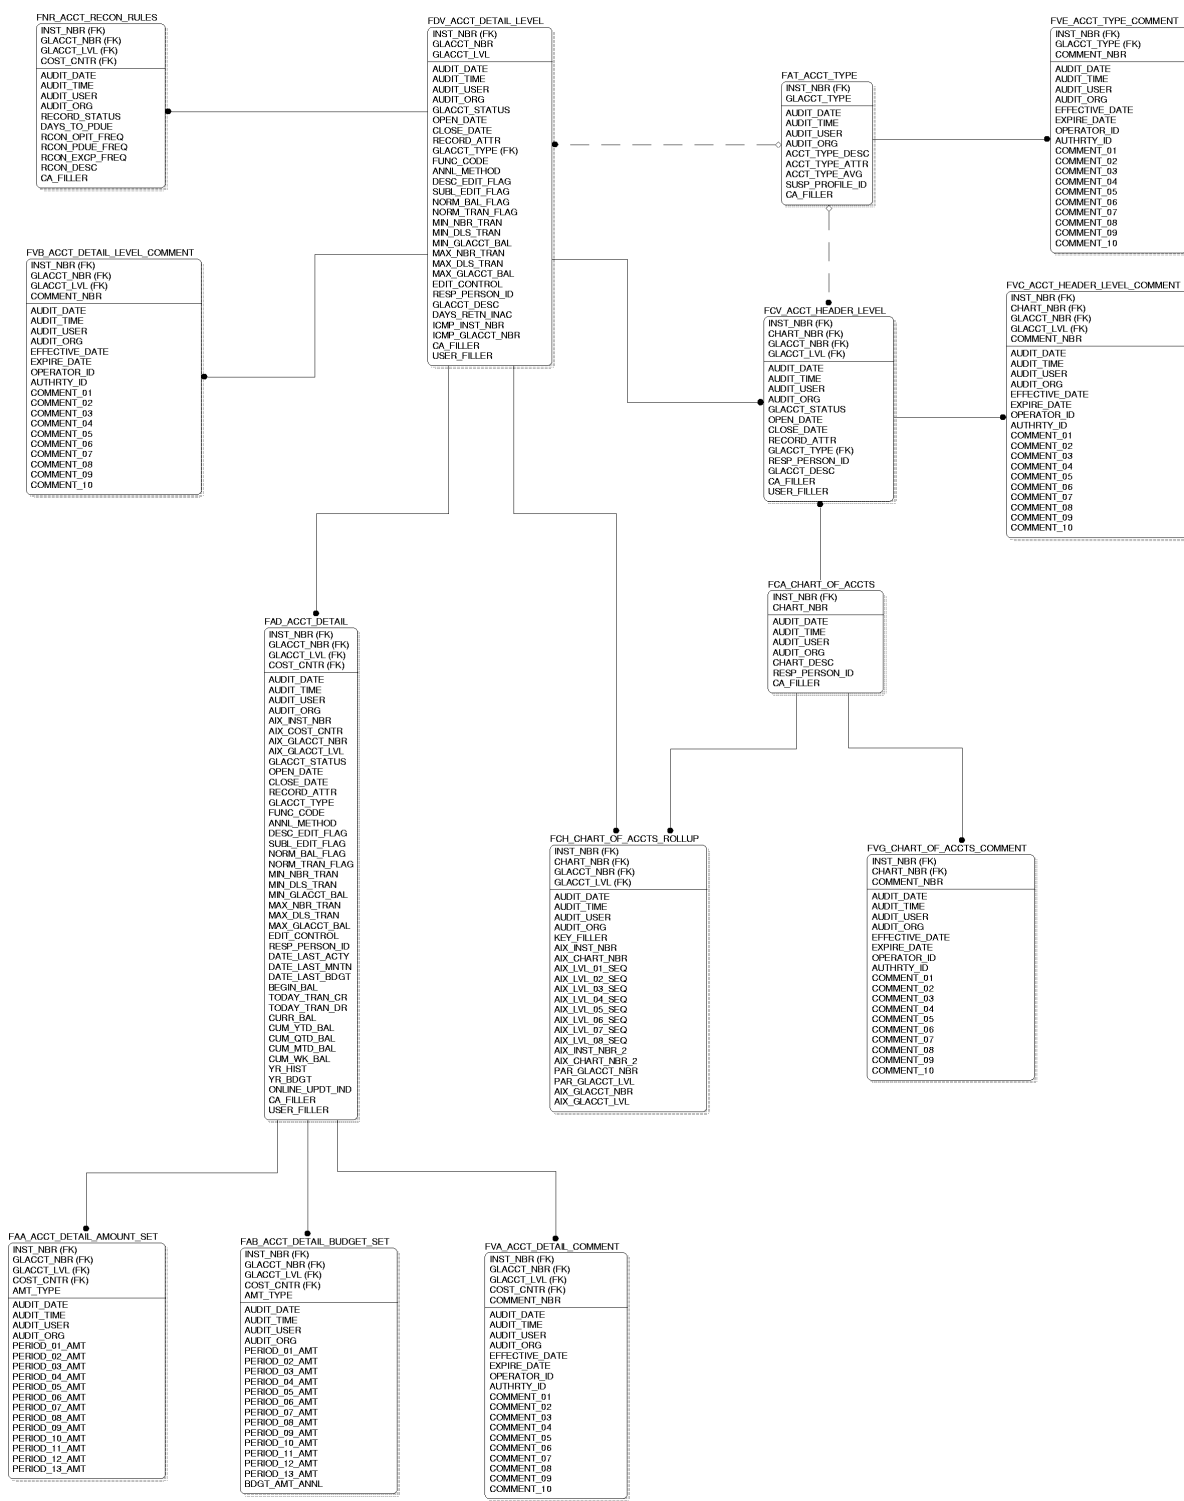 FNR_ACCT_RECON_RULES
INST_NBR (FK)
GLACCT_NBR (FK)
GLACCT_LVL (FK)
COST_CNTR (FK)
AUDIT_DATE
AUDIT_TIME
AUDIT_USER
AUDIT_ORG
RECORD_STATUS
DAYS_TO_PDUE
RCON_OPIT_FREQ
RCON_PDUE_FREQ
RCON_EXCP_FREQ
RCON_DESC
CA_FILLER
FDV_ACCT_DETAIL_LEVEL
INST_NBR (FK)
GLACCT_NBR
GLACCT_LVL
AUDIT_DATE
AUDIT_TIME
AUDIT_USER
AUDIT_ORG
GLACCT_STATUS
OPEN_DATE
CLOSE_DATE
RECORD_ATTR
GLACCT_TYPE (FK)
FUNC_CODE
ANNL_METHOD
DESC_EDIT_FLAG
SUBL_EDIT_FLAG
NORM_BAL_FLAG
NORM_TRAN_FLAG
MIN_NBR_TRAN
MIN_DLS_TRAN
MIN_GLACCT_BAL
MAX_NBR_TRAN
MAX_DLS_TRAN
MAX_GLACCT_BAL
EDIT_CONTROL
RESP_PERSON_ID
GLACCT_DESC
DAYS_RETN_INAC
ICMP_INST_NBR
ICMP_GLACCT_NBR
CA_FILLER
USER_FILLER
FAT_ACCT_TYPE
INST_NBR (FK)
GLACCT_TYPE
AUDIT_DATE
AUDIT_TIME
AUDIT_USER
AUDIT_ORG
ACCT_TYPE_DESC
ACCT_TYPE_ATTR
ACCT_TYPE_AVG
SUSP_PROFILE_ID
CA_FILLER
FVE_ACCT_TYPE_COMMENT
INST_NBR (FK)
GLACCT_TYPE (FK)
COMMENT_NBR
AUDIT_DATE
AUDIT_TIME
AUDIT_USER
AUDIT_ORG
EFFECTIVE_DATE
EXPIRE_DATE
OPERATOR_ID
AUTHRTY_ID
COMMENT_01
COMMENT_02
COMMENT_03
COMMENT_04
COMMENT_05
COMMENT_06
COMMENT_07
COMMENT_08
COMMENT_09
COMMENT_10
FVB_ACCT_DETAIL_LEVEL_COMMENT
INST_NBR (FK)
GLACCT_NBR (FK)
GLACCT_LVL (FK)
COMMENT_NBR
AUDIT_DATE
AUDIT_TIME
AUDIT_USER
AUDIT_ORG
EFFECTIVE_DATE
EXPIRE_DATE
OPERATOR_ID
AUTHRTY_ID
COMMENT_01
COMMENT_02
COMMENT_03
COMMENT_04
COMMENT_05
COMMENT_06
COMMENT_07
COMMENT_08
COMMENT_09
COMMENT_10
FCV_ACCT_HEADER_LEVEL
INST_NBR (FK)
CHART_NBR (FK)
GLACCT_NBR (FK)
GLACCT_LVL (FK)
AUDIT_DATE
AUDIT_TIME
AUDIT_USER
AUDIT_ORG
GLACCT_STATUS
OPEN_DATE
CLOSE_DATE
RECORD_ATTR
GLACCT_TYPE (FK)
RESP_PERSON_ID
GLACCT_DESC
CA_FILLER
USER_FILLER
FVC_ACCT_HEADER_LEVEL_COMMENT
INST_NBR (FK)
CHART_NBR (FK)
GLACCT_NBR (FK)
GLACCT_LVL (FK)
COMMENT_NBR
AUDIT_DATE
AUDIT_TIME
AUDIT_USER
AUDIT_ORG
EFFECTIVE_DATE
EXPIRE_DATE
OPERATOR_ID
AUTHRTY_ID
COMMENT_01
COMMENT_02
COMMENT_03
COMMENT_04
COMMENT_05
COMMENT_06
COMMENT_07
COMMENT_08
COMMENT_09
COMMENT_10
FCA_CHART_OF_ACCTS
INST_NBR (FK)
CHART_NBR
AUDIT_DATE
AUDIT_TIME
AUDIT_USER
AUDIT_ORG
CHART_DESC
RESP_PERSON_ID
CA_FILLER
FAD_ACCT_DETAIL
INST_NBR (FK)
GLACCT_NBR (FK)
GLACCT_LVL (FK)
COST_CNTR (FK)
AUDIT_DATE
AUDIT_TIME
AUDIT_USER
AUDIT_ORG
AIX_INST_NBR
AIX_COST_CNTR
AIX_GLACCT_NBR
AIX_GLACCT_LVL
GLACCT_STATUS
OPEN_DATE
CLOSE_DATE
RECORD_ATTR
GLACCT_TYPE
FUNC_CODE
ANNL_METHOD
DESC_EDIT_FLAG
SUBL_EDIT_FLAG
NORM_BAL_FLAG
NORM_TRAN_FLAG
MIN_NBR_TRAN
MIN_DLS_TRAN
MIN_GLACCT_BAL
MAX_NBR_TRAN
MAX_DLS_TRAN
MAX_GLACCT_BAL
EDIT_CONTROL
RESP_PERSON_ID
DATE_LAST_ACTY
DATE_LAST_MNTN
DATE_LAST_BDGT
BEGIN_BAL
TODAY_TRAN_CR
TODAY_TRAN_DR
CURR_BAL
CUM_YTD_BAL
CUM_QTD_BAL
CUM_MTD_BAL
CUM_WK_BAL
YR_HIST
YR_BDGT
ONLINE_UPDT_IND
CA_FILLER
USER_FILLER
FCH_CHART_OF_ACCTS_ROLLUP
INST_NBR (FK)
CHART_NBR (FK)
GLACCT_NBR (FK)
GLACCT_LVL (FK)
AUDIT_DATE
AUDIT_TIME
AUDIT_USER
AUDIT_ORG
KEY_FILLER
AIX_INST_NBR
AIX_CHART_NBR
AIX_LVL_01_SEQ
AIX_LVL_02_SEQ
AIX_LVL_03_SEQ
AIX_LVL_04_SEQ
AIX_LVL_05_SEQ
AIX_LVL_06_SEQ
AIX_LVL_07_SEQ
AIX_LVL_08_SEQ
AIX_INST_NBR_2
AIX_CHART_NBR_2
PAR_GLACCT_NBR
PAR_GLACCT_LVL
AIX_GLACCT_NBR
AIX_GLACCT_LVL
FVG_CHART_OF_ACCTS_COMMENT
INST_NBR (FK)
CHART_NBR (FK)
COMMENT_NBR
AUDIT_DATE
AUDIT_TIME
AUDIT_USER
AUDIT_ORG
EFFECTIVE_DATE
EXPIRE_DATE
OPERATOR_ID
AUTHRTY_ID
COMMENT_01
COMMENT_02
COMMENT_03
COMMENT_04
COMMENT_05
COMMENT_06
COMMENT_07
COMMENT_08
COMMENT_09
COMMENT_10
FAA_ACCT_DETAIL_AMOUNT_SET
INST_NBR (FK)
GLACCT_NBR (FK)
GLACCT_LVL (FK)
COST_CNTR (FK)
AMT_TYPE
AUDIT_DATE
AUDIT_TIME
AUDIT_USER
AUDIT_ORG
PERIOD_01_AMT
PERIOD_02_AMT
PERIOD_03_AMT
PERIOD_04_AMT
PERIOD_05_AMT
PERIOD_06_AMT
PERIOD_07_AMT
PERIOD_08_AMT
PERIOD_09_AMT
PERIOD_10_AMT
PERIOD_11_AMT
PERIOD_12_AMT
PERIOD_13_AMT
FAB_ACCT_DETAIL_BUDGET_SET
INST_NBR (FK)
GLACCT_NBR (FK)
GLACCT_LVL (FK)
COST_CNTR (FK)
AMT_TYPE
AUDIT_DATE
AUDIT_TIME
AUDIT_USER
AUDIT_ORG
PERIOD_01_AMT
PERIOD_02_AMT
PERIOD_03_AMT
PERIOD_04_AMT
PERIOD_05_AMT
PERIOD_06_AMT
PERIOD_07_AMT
PERIOD_08_AMT
PERIOD_09_AMT
PERIOD_10_AMT
PERIOD_11_AMT
PERIOD_12_AMT
PERIOD_13_AMT
BDGT_AMT_ANNL
FVA_ACCT_DETAIL_COMMENT
INST_NBR (FK)
GLACCT_NBR (FK)
GLACCT_LVL (FK)
COST_CNTR (FK)
COMMENT_NBR
AUDIT_DATE
AUDIT_TIME
AUDIT_USER
AUDIT_ORG
EFFECTIVE_DATE
EXPIRE_DATE
OPERATOR_ID
AUTHRTY_ID
COMMENT_01
COMMENT_02
COMMENT_03
COMMENT_04
COMMENT_05
COMMENT_06
COMMENT_07
COMMENT_08
COMMENT_09
COMMENT_10